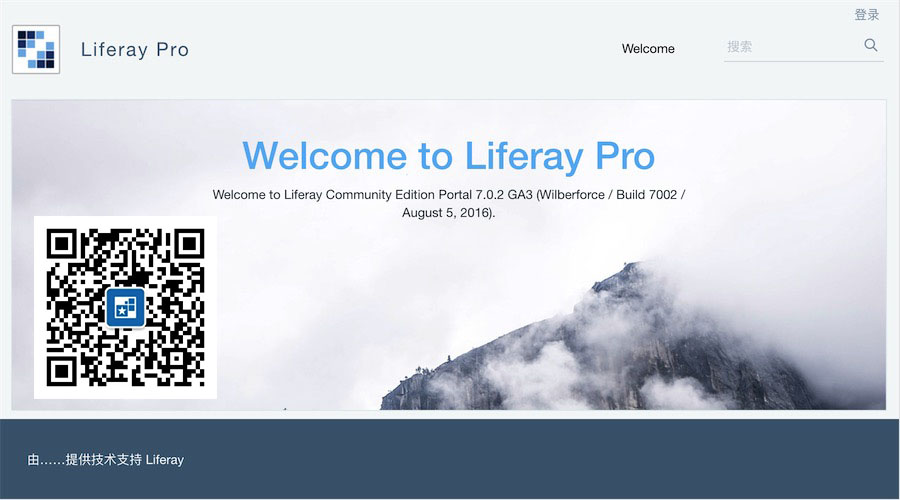 登录
Liferay Pro
Welcome
搜索
Welcome to Liferay Pro
Welcome to Liferay Community Edition Portal 7.0.2 GA3 (Wilberforce / Build 7002 /
August 5, 2016).
由……提供技术支持 Liferay